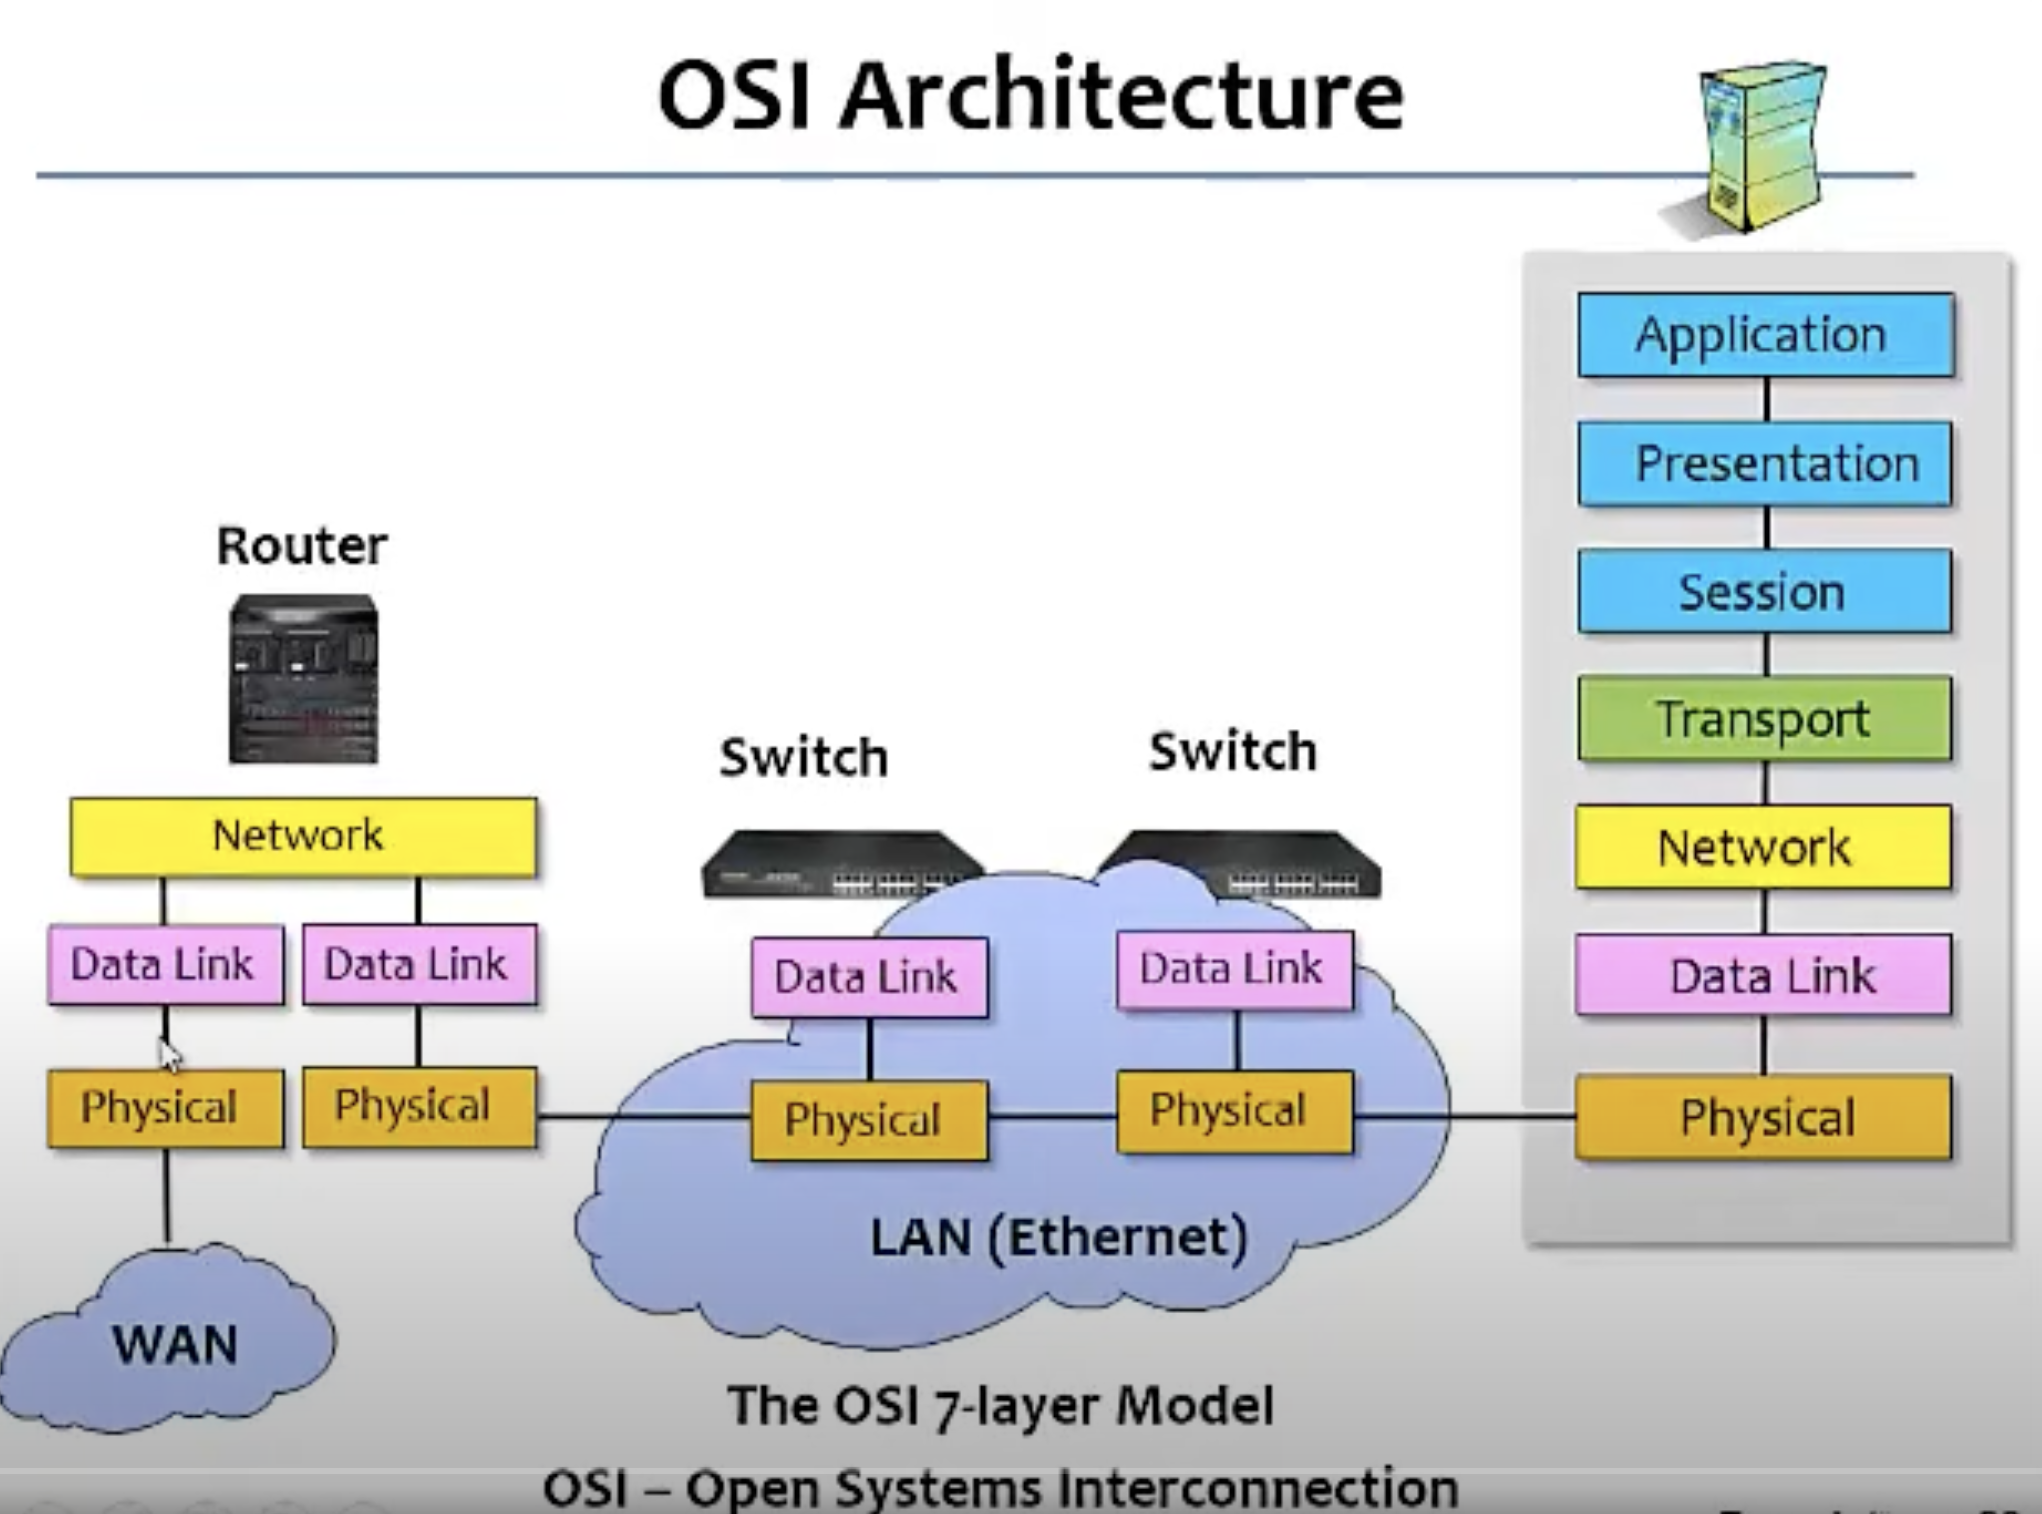 OSI Architecture
Application
Presentation
Session
Transport
Network
Data Link
Physical
Router
Network
Data Link Data Link
Physical Physical
WAN
Switch Switch
Data Link Data Link
Physical Physical
LAN (Ethernet)
The OSI 7-layer Model
OSI – Open Systems Interconnection